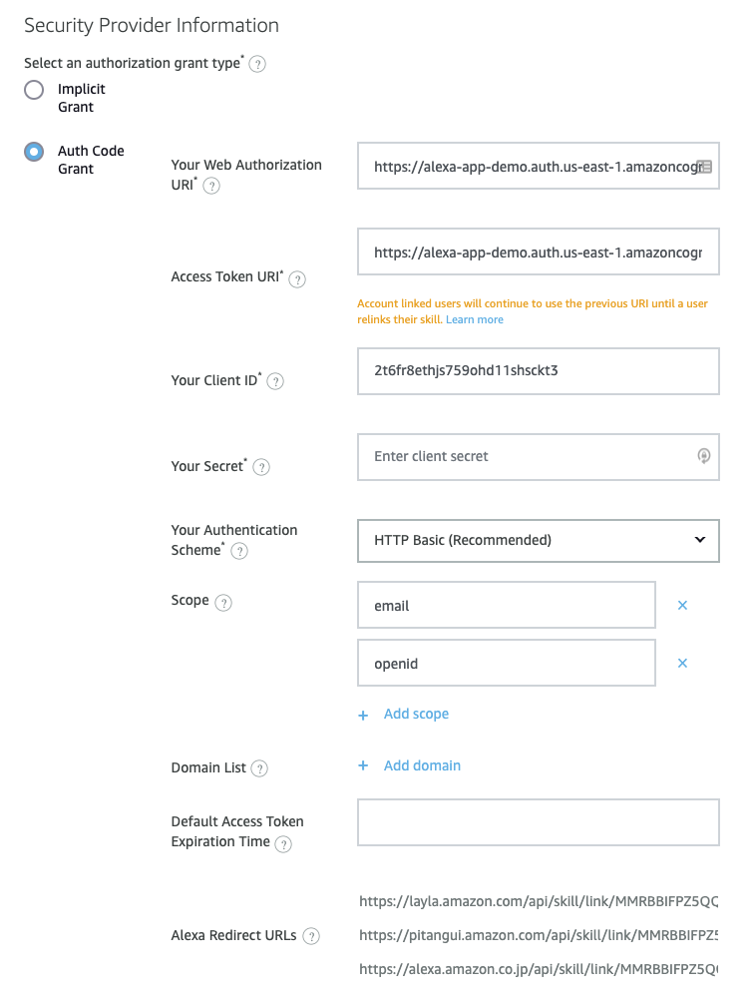 Security Provider Information
Select an authorization grant type* ?
Implicit
Grant
Auth Code
Grant
Your Web Authorization
URI* ?
https://alexa-app-demo.auth.us-east-1.amazoncogr
Access Token URI* ?
https://alexa-app-demo.auth.us-east-1.amazoncogr
Account linked users will continue to use the previous URI until a user
relinks their skill. Learn more
Your Client ID* ?
2t6fr8ethjs759ohd11shsckt3
Your Secret* ?
Enter client secret
Your Authentication
Scheme* ?
HTTP Basic (Recommended)
Scope ?
email ×
openid ×
+ Add scope
Domain List ?
+ Add domain
Default Access Token
Expiration Time ?
Alexa Redirect URLs ?
https://layla.amazon.com/api/skill/link/MMRBBIFPZ5QQ
https://pitangui.amazon.com/api/skill/link/MMRBBIFPZ5
https://alexa.amazon.co.jp/api/skill/link/MMRBBIFPZ5Q